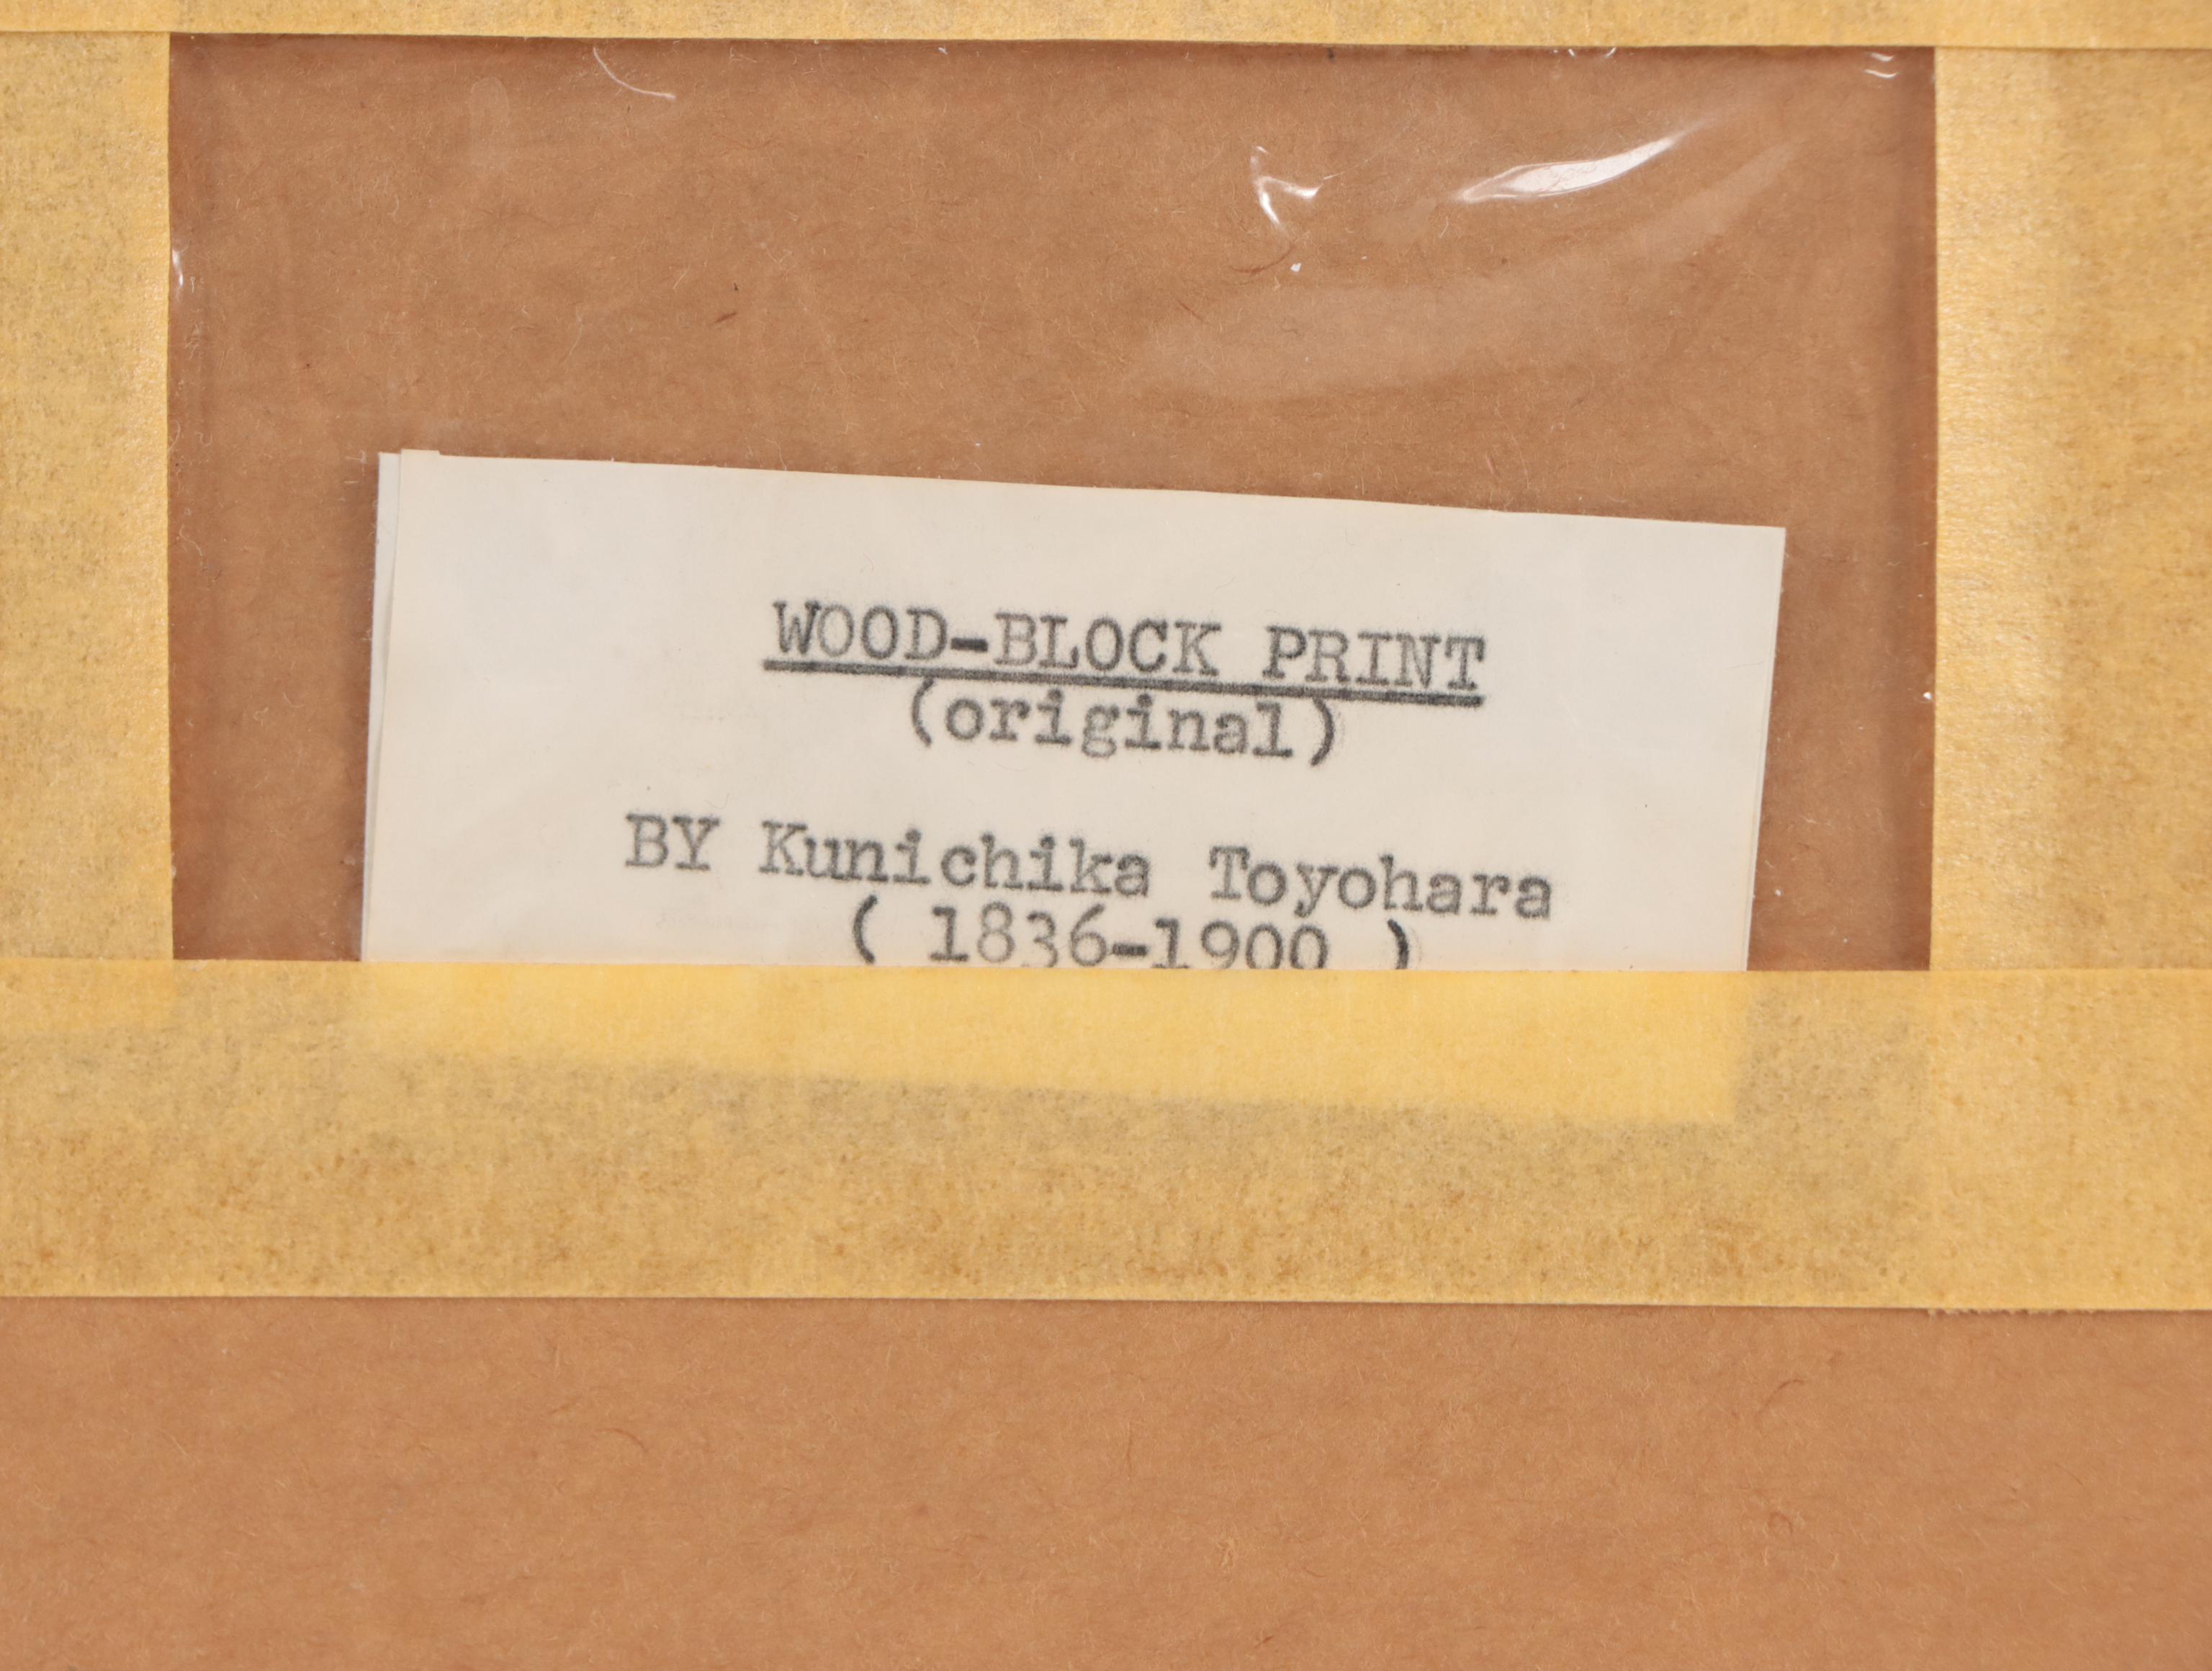 WOOD-BLOCK PRINT
(original)
BY Kunichika Toyohara
( 1836-1900 )